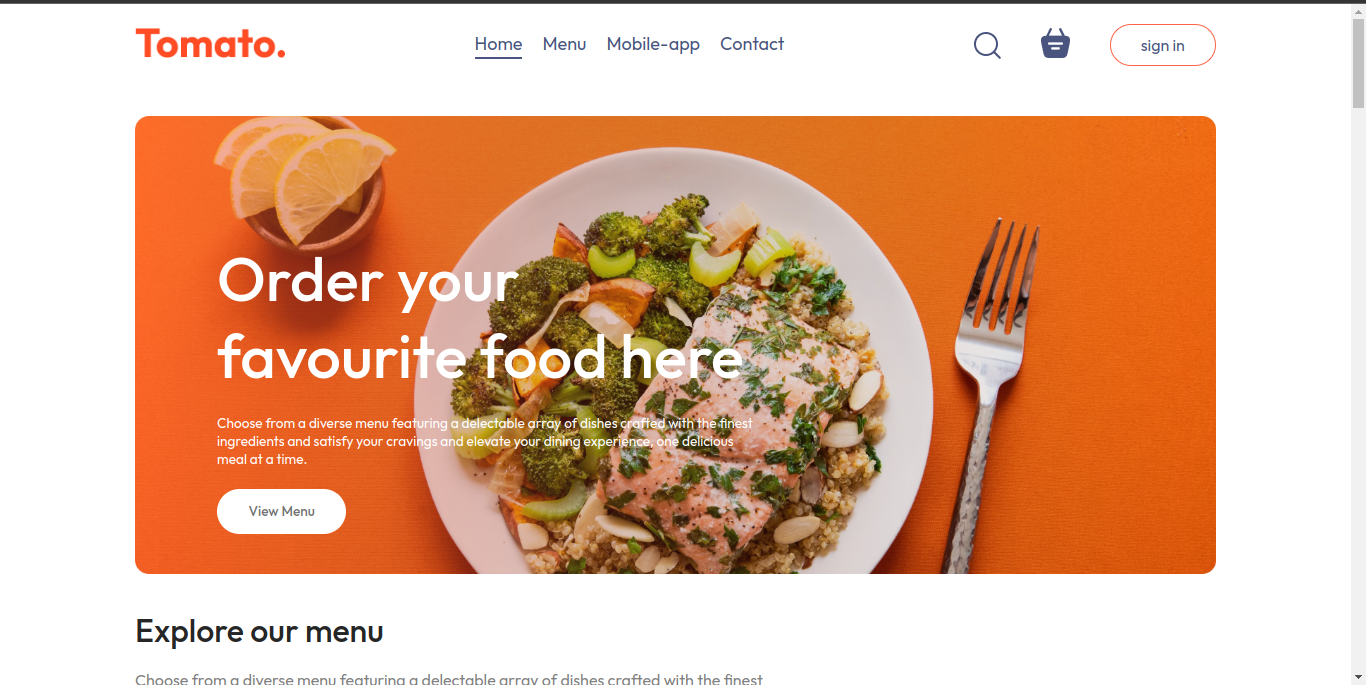 Tomato.
Home Menu Mobile-app Contact
sign in
Order your
favourite food here
Choose from a diverse menu featuring a delectable array of dishes crafted with the finest
ingredients and satisfy your cravings and elevate your dining experience, one delicious
meal at a time.
View Menu
Explore our menu
Choose from a diverse menu featuring a delectable array of dishes crafted with the finest